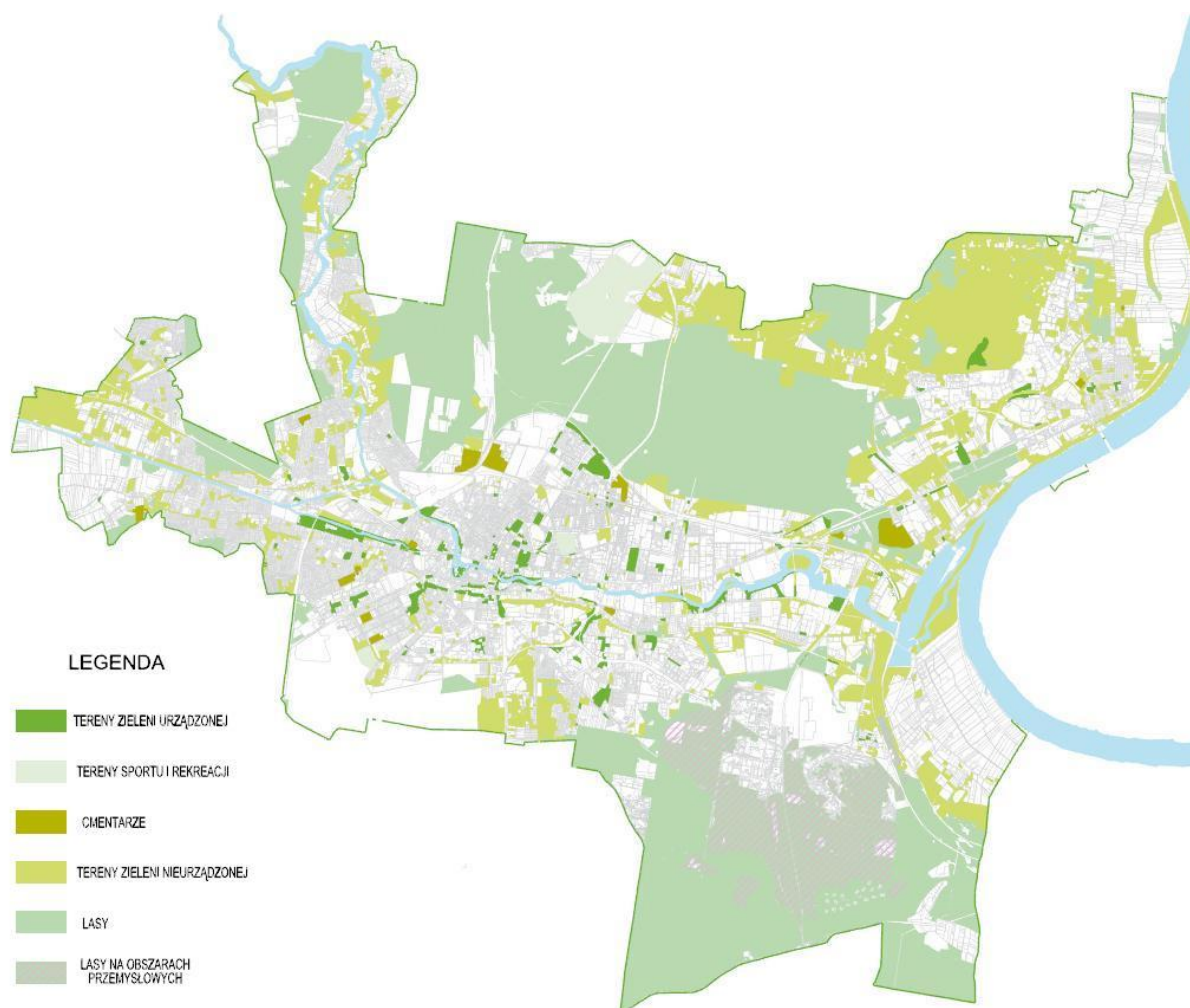 LEGENDA
TERENY ZIELENI URZĄDZONEJ
TERENY SPORTU I REKREACJI
CMENTARZE
TERENY ZIELENI NIEURZĄDZONEJ
LASY
LASY NA OBSZARACH
PRZEMYSŁOWYCH